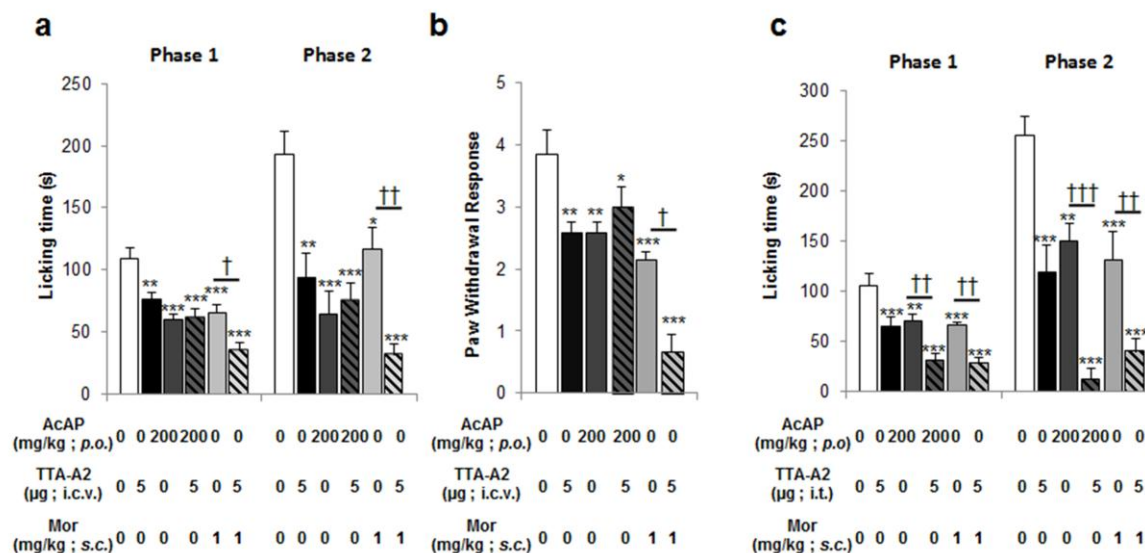 a
Phase 1 Phase 2
250
200
150
100
50
0
Licking time (s)
** *** *** *** † ***
** *** *** * †† ***
AcAP
(mg/kg ; p.o.) 0 0 200 200 0 0 0 0 200 200 0 0
TTA-A2
(µg ; i.c.v.) 0 5 0 5 0 5 0 5 0 5 0 5
Mor
(mg/kg ; s.c.) 0 0 0 0 1 1 0 0 0 0 1 1
b
5
4
3
2
1
0
Paw Withdrawal Response
** ** * *** † ***
AcAP
(mg/kg ; p.o.) 0 0 200 200 0 0
TTA-A2
(µg ; i.c.v.) 0 5 0 5 0 5
Mor
(mg/kg ; s.c.) 0 0 0 0 1 1
c
Phase 1 Phase 2
300
250
200
150
100
50
0
Licking time (s)
*** ** †† *** *** †† ***
*** ** ††† *** *** †† ***
AcAP
(mg/kg ; p.o) 0 0 200 200 0 0 0 0 200 200 0 0
TTA-A2
(µg ; i.t.) 0 5 0 5 0 5 0 5 0 5 0 5
Mor
(mg/kg ; s.c.) 0 0 0 0 1 1 0 0 0 0 1 1